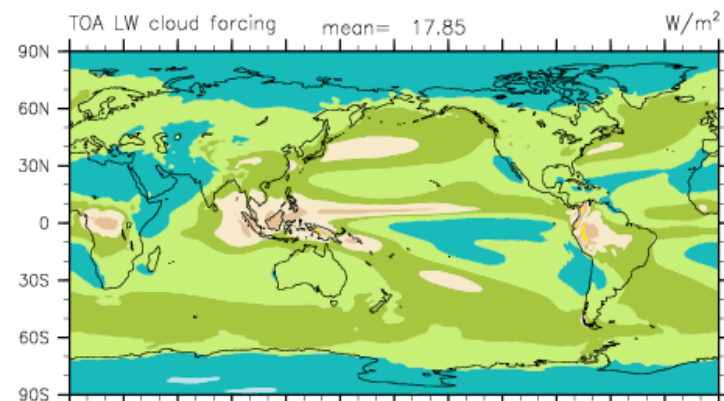 TOA LW cloud forcing mean= 17.85 W/m²
90N
60N
30N
0
30S
60S
90S